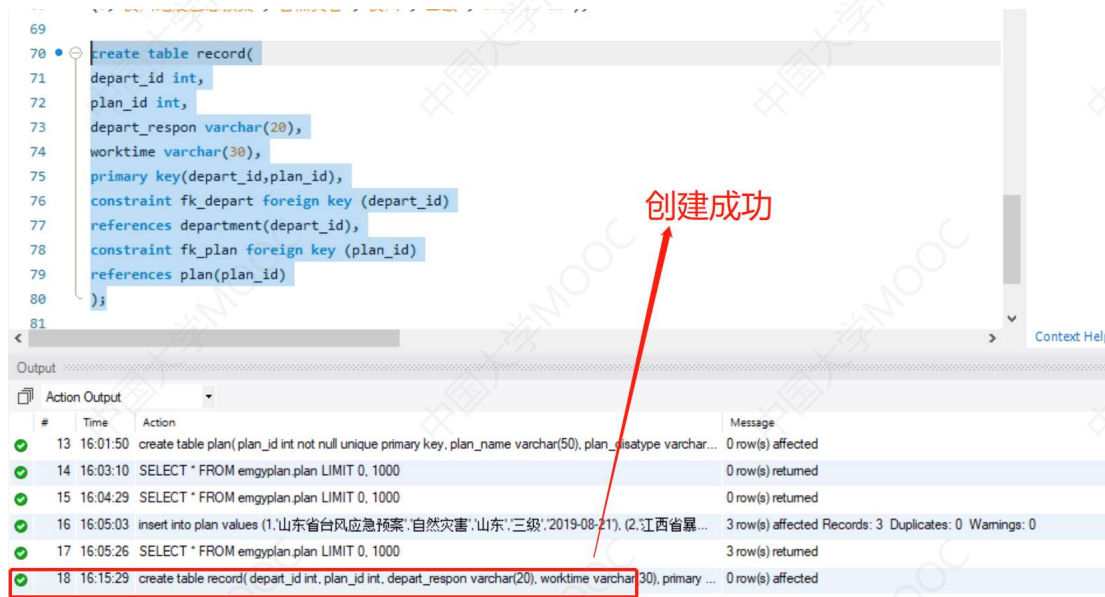 69
70 create table record(
71 depart_id int,
72 plan_id int,
73 depart_respon varchar(20),
74 worktime varchar(30),
75 primary key(depart_id,plan_id),
76 constraint fk_depart foreign key (depart_id)
77 references department(depart_id),
78 constraint fk_plan foreign key (plan_id)
79 references plan(plan_id)
80 );
81
创建成功
Context Help
Output
Action Output
# Time Action Message
13 16:01:50 create table plan( plan_id int not null unique primary key, plan_name varchar(50), plan_disatype varchar... 0 row(s) affected
14 16:03:10 SELECT * FROM emgyplan.plan LIMIT 0, 1000 0 row(s) returned
15 16:04:29 SELECT * FROM emgyplan.plan LIMIT 0, 1000 0 row(s) returned
16 16:05:03 insert into plan values (1,'山东省台风应急预案','自然灾害','山东','三级','2019-08-21'), (2,'江西省暴... 3 row(s) affected Records: 3 Duplicates: 0 Warnings: 0
17 16:05:26 SELECT * FROM emgyplan.plan LIMIT 0, 1000 3 row(s) returned
18 16:15:29 create table record( depart_id int, plan_id int, depart_respon varchar(20), worktime varchar(30), primary ... 0 row(s) affected
中国大学MOOC